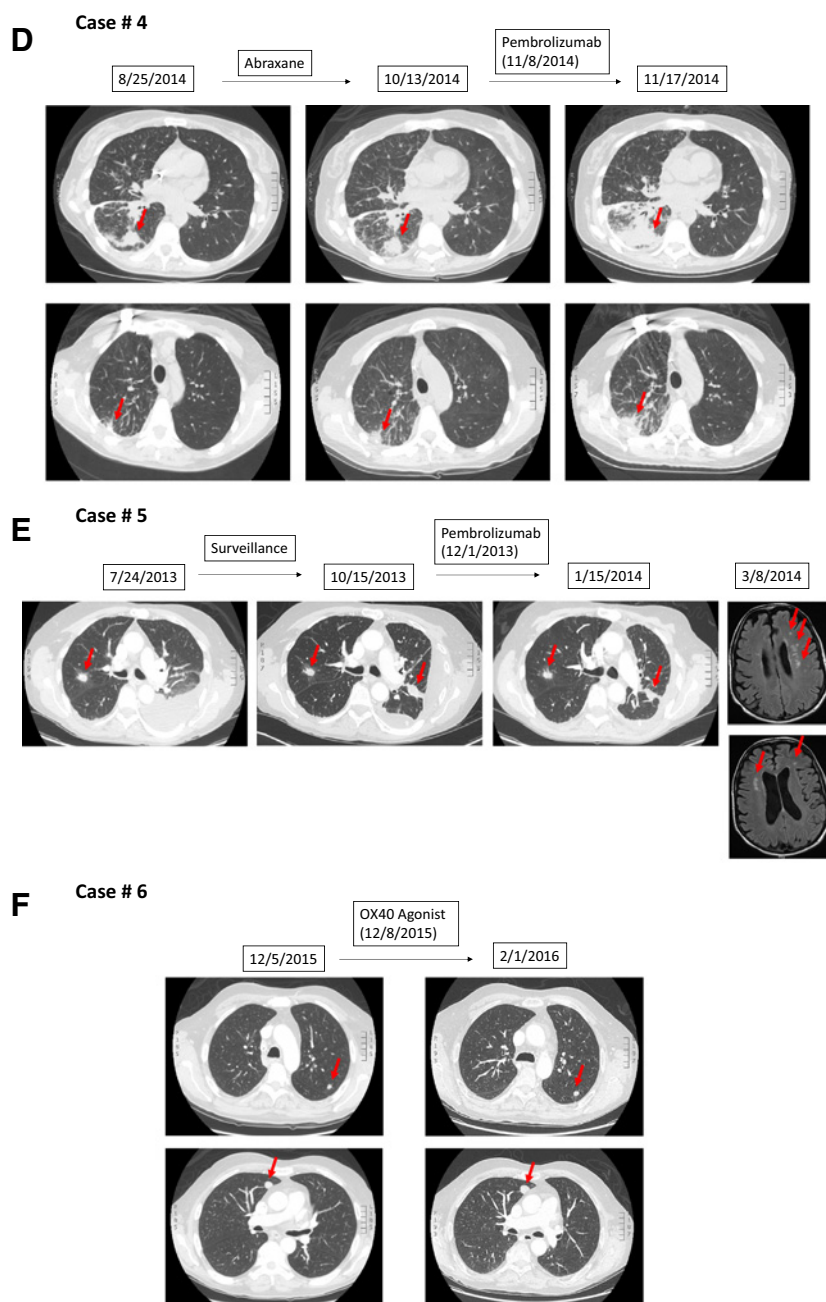 D
Case # 4
Abraxane
Pembrolizumab
(11/8/2014)
8/25/2014
10/13/2014
11/17/2014
E
Case # 5
Surveillance
Pembrolizumab
(12/1/2013)
7/24/2013
10/15/2013
1/15/2014
3/8/2014
F
Case # 6
OX40 Agonist
(12/8/2015)
12/5/2015
2/1/2016